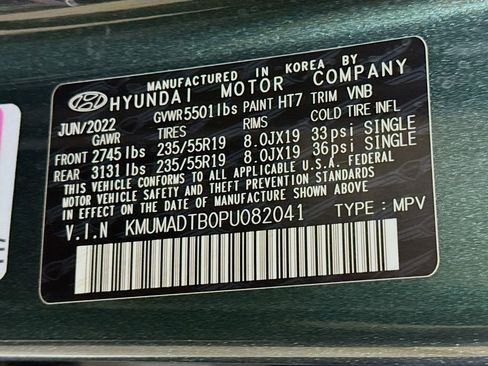 MANUFACTURED IN KOREA BY
HYUNDAI MOTOR COMPANY
JUN/2022 GVWR5501lbs PAINT HT7 TRIM VNB
GAWR TIRES RIMS COLD TIRE INFL
FRONT 2745lbs 235/55R19 8.0JX19 33psi SINGLE
REAR 3131lbs 235/55R19 8.0JX19 36psi SINGLE
THIS VEHICLE CONFORMS TO ALL APPLICABLE U.S.A. FEDERAL
MOTOR VEHICLE SAFETY AND THEFT PREVENTION STANDARDS
IN EFFECT ON THE DATE OF MANUFACTURE SHOWN ABOVE.
V.I.N KMUMADTB0PU082041 TYPE : MPV